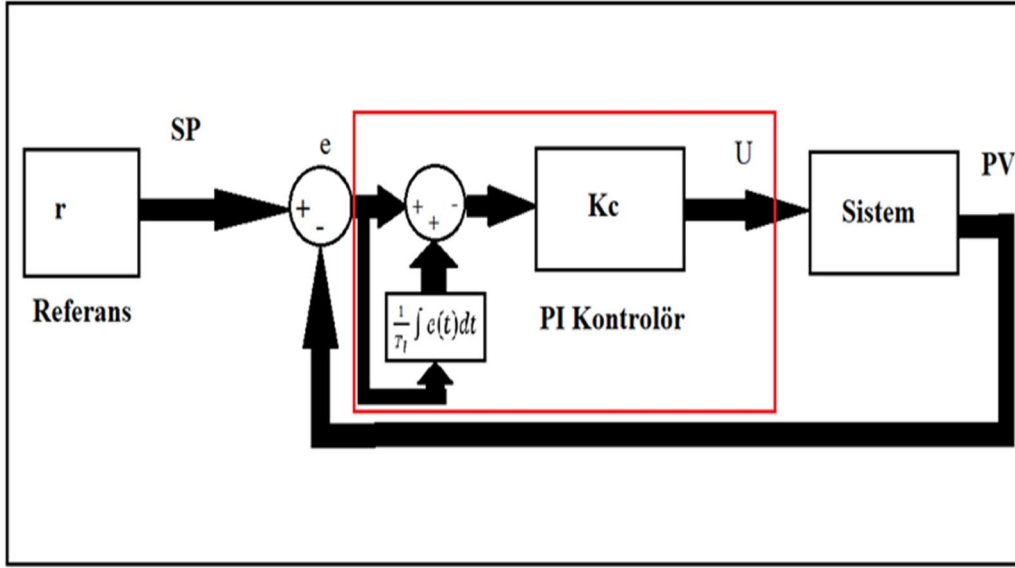 SP
e
U
PV
r
+
-
+
+
-
Kc
Sistem
Referans
1/T_I ∫ e(t)dt
PI Kontrolör